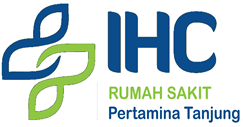 IHC
RUMAH SAKIT
Pertamina Tanjung